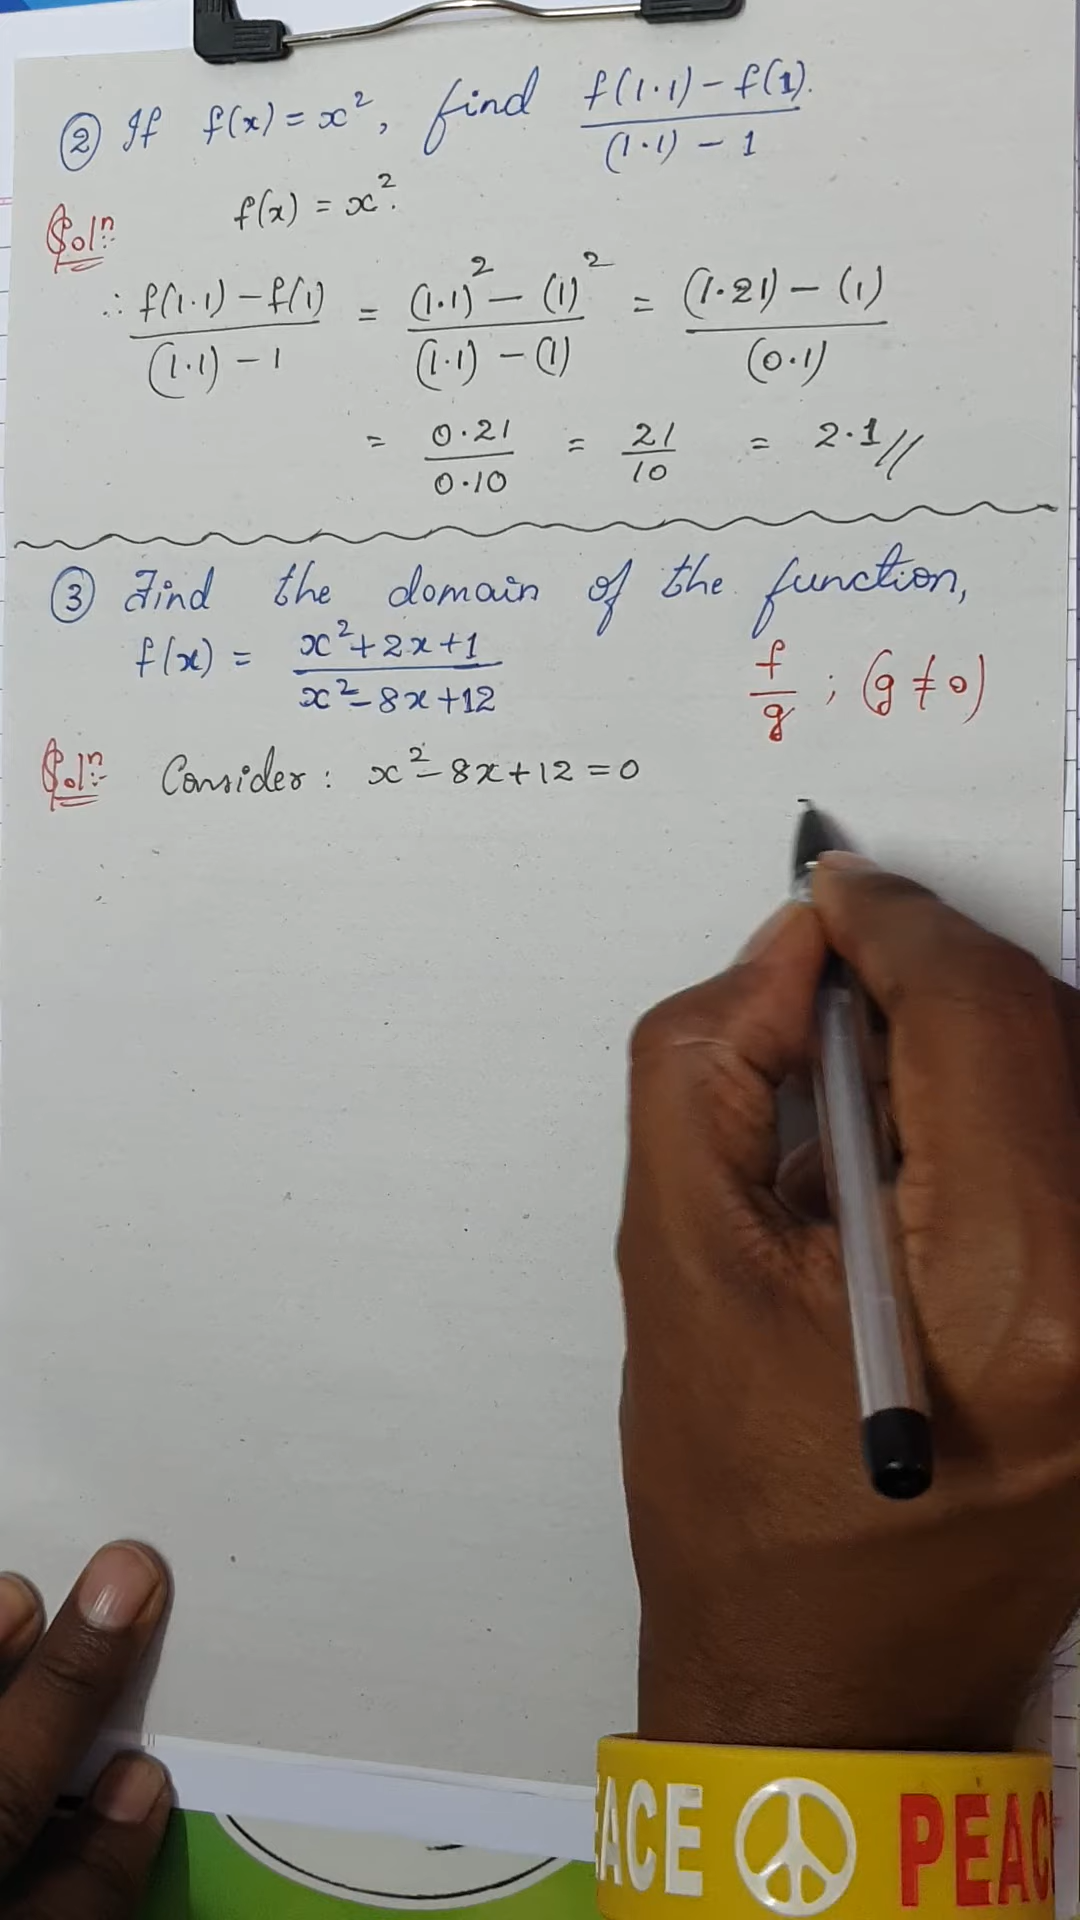 ② If f(x) = x², find f(1·1) − f(1). / (1·1) − 1
Solⁿ:- f(x) = x².
∴ f(1·1) − f(1) / (1·1) − 1 = (1·1)² − (1)² / (1·1) − (1) = (1·21) − (1) / (0·1)
= 0·21 / 0·10 = 21 / 10 = 2·1 //
③ Find the domain of the function,
f(x) = x² + 2x + 1 / x² − 8x + 12
f / g ; (g ≠ 0)
Solⁿ:- Consider : x² − 8x + 12 = 0
ACE PEAC